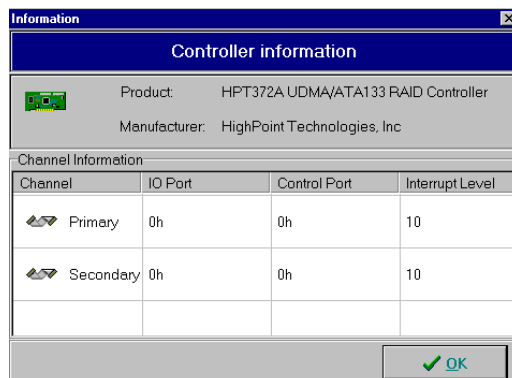 Information
Controller information
Product: HPT372A UDMA/ATA133 RAID Controller
Manufacturer: HighPoint Technologies, Inc
Channel Information
Channel IO Port Control Port Interrupt Level
Primary 0h 0h 10
Secondary 0h 0h 10
OK